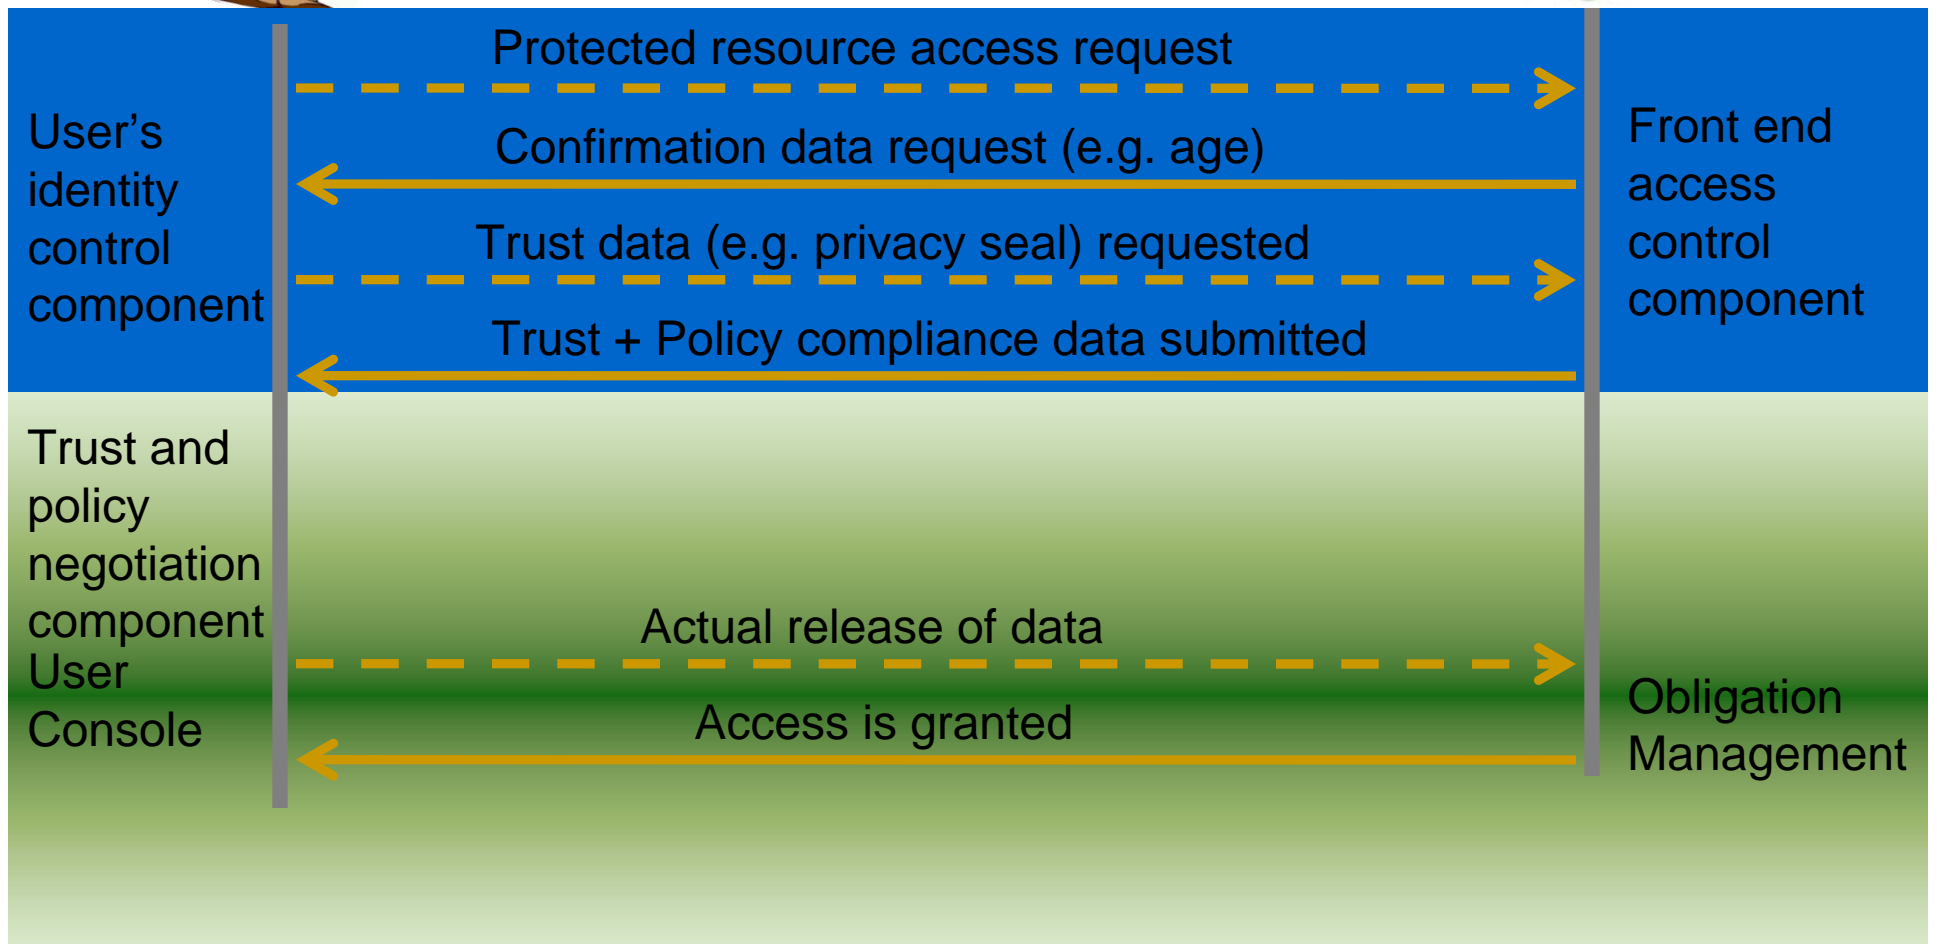 Protected resource access request
User’s
identity
control
component
Confirmation data request (e.g. age)
Trust data (e.g. privacy seal) requested
Trust + Policy compliance data submitted
Front end
access
control
component
Trust and
policy
negotiation
component
User
Console
Actual release of data
Access is granted
Obligation
Management